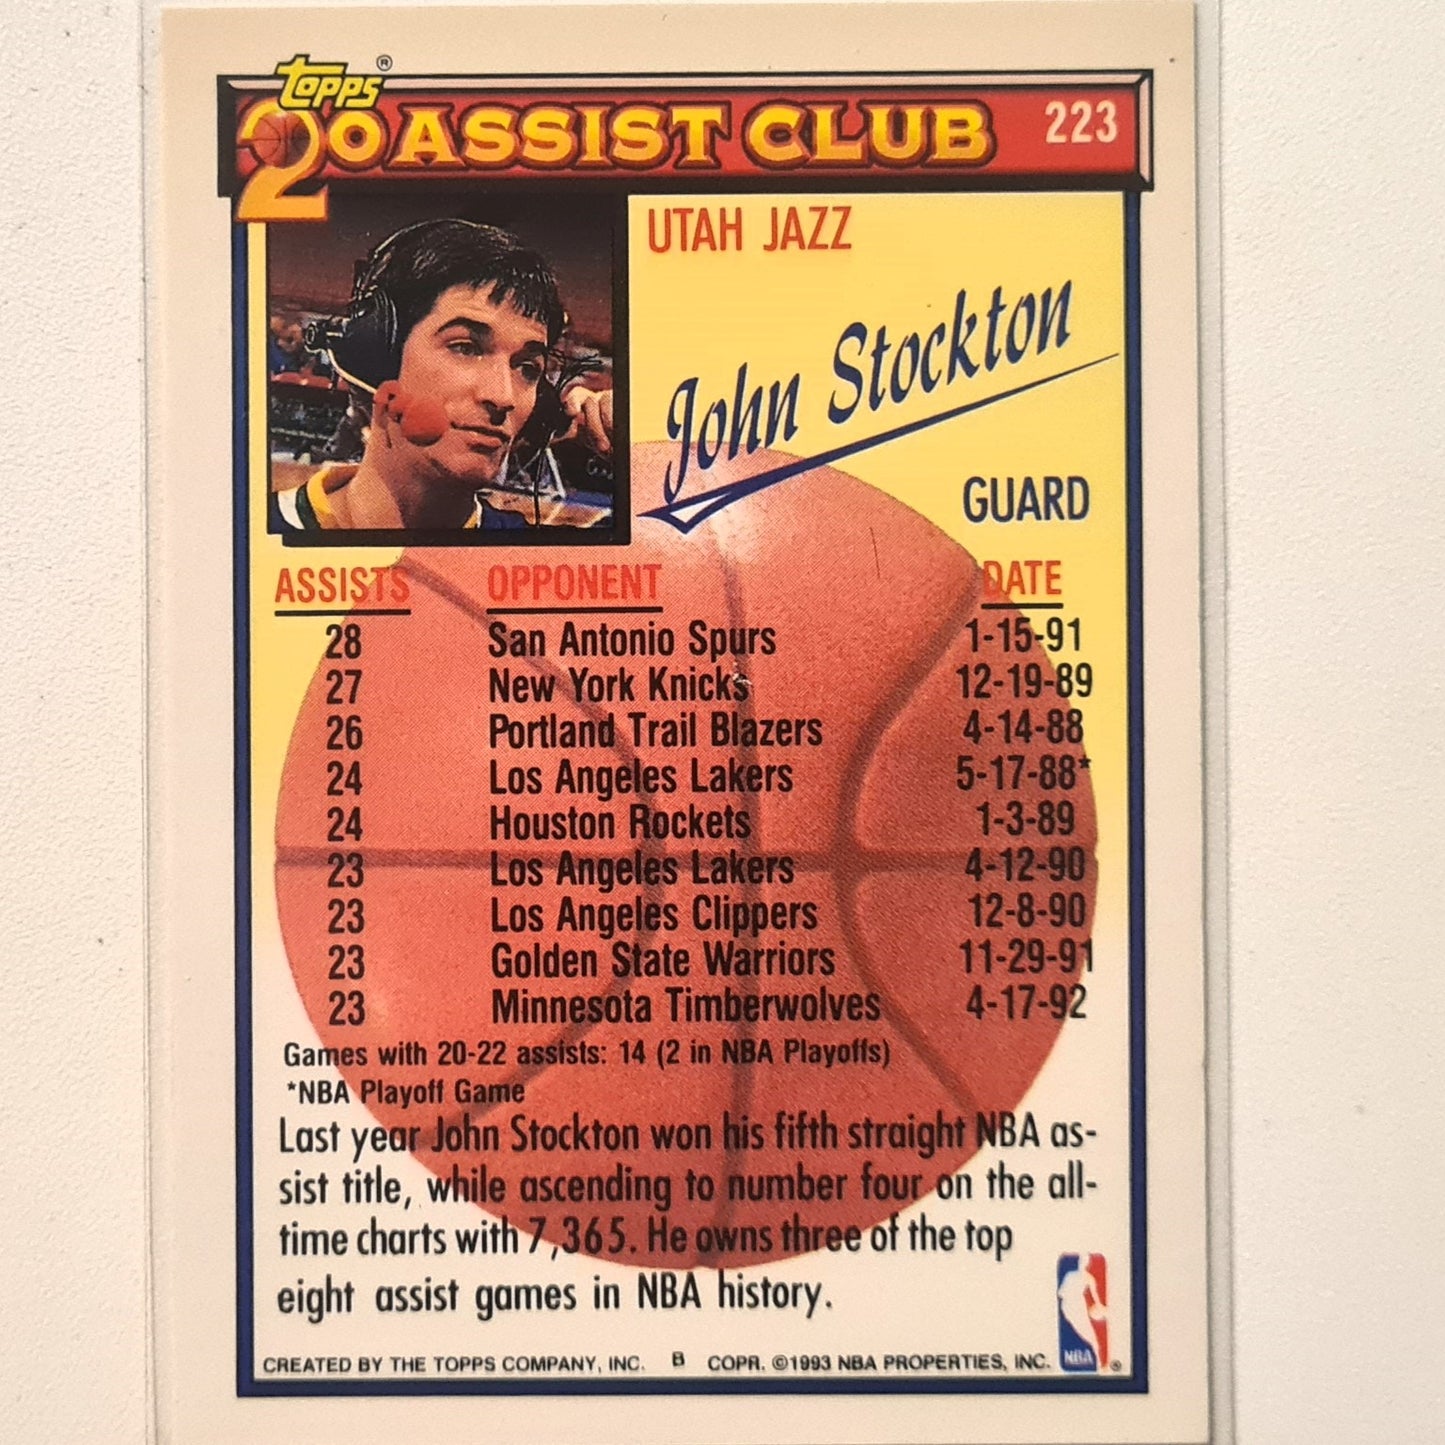 topps®
20 ASSIST CLUB 223
UTAH JAZZ
John Stockton
GUARD
ASSISTS OPPONENT DATE
28 San Antonio Spurs 1-15-91
27 New York Knicks 12-19-89
26 Portland Trail Blazers 4-14-88
24 Los Angeles Lakers 5-17-88*
24 Houston Rockets 1-3-89
23 Los Angeles Lakers 4-12-90
23 Los Angeles Clippers 12-8-90
23 Golden State Warriors 11-29-91
23 Minnesota Timberwolves 4-17-92
Games with 20-22 assists: 14 (2 in NBA Playoffs)
*NBA Playoff Game
Last year John Stockton won his fifth straight NBA as-
sist title, while ascending to number four on the all-
time charts with 7,365. He owns three of the top
eight assist games in NBA history.
CREATED BY THE TOPPS COMPANY, INC. B COPR. ©1993 NBA PROPERTIES, INC.
NBA ®